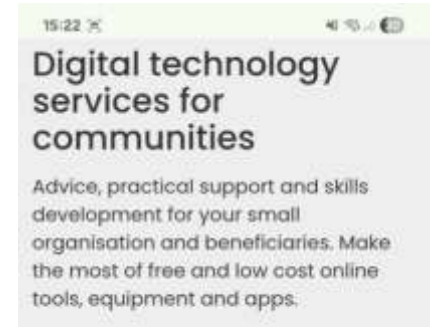 15:22
Digital technology
services for
communities
Advice, practical support and skills
development for your small
organisation and beneficiaries. Make
the most of free and low cost online
tools, equipment and apps.